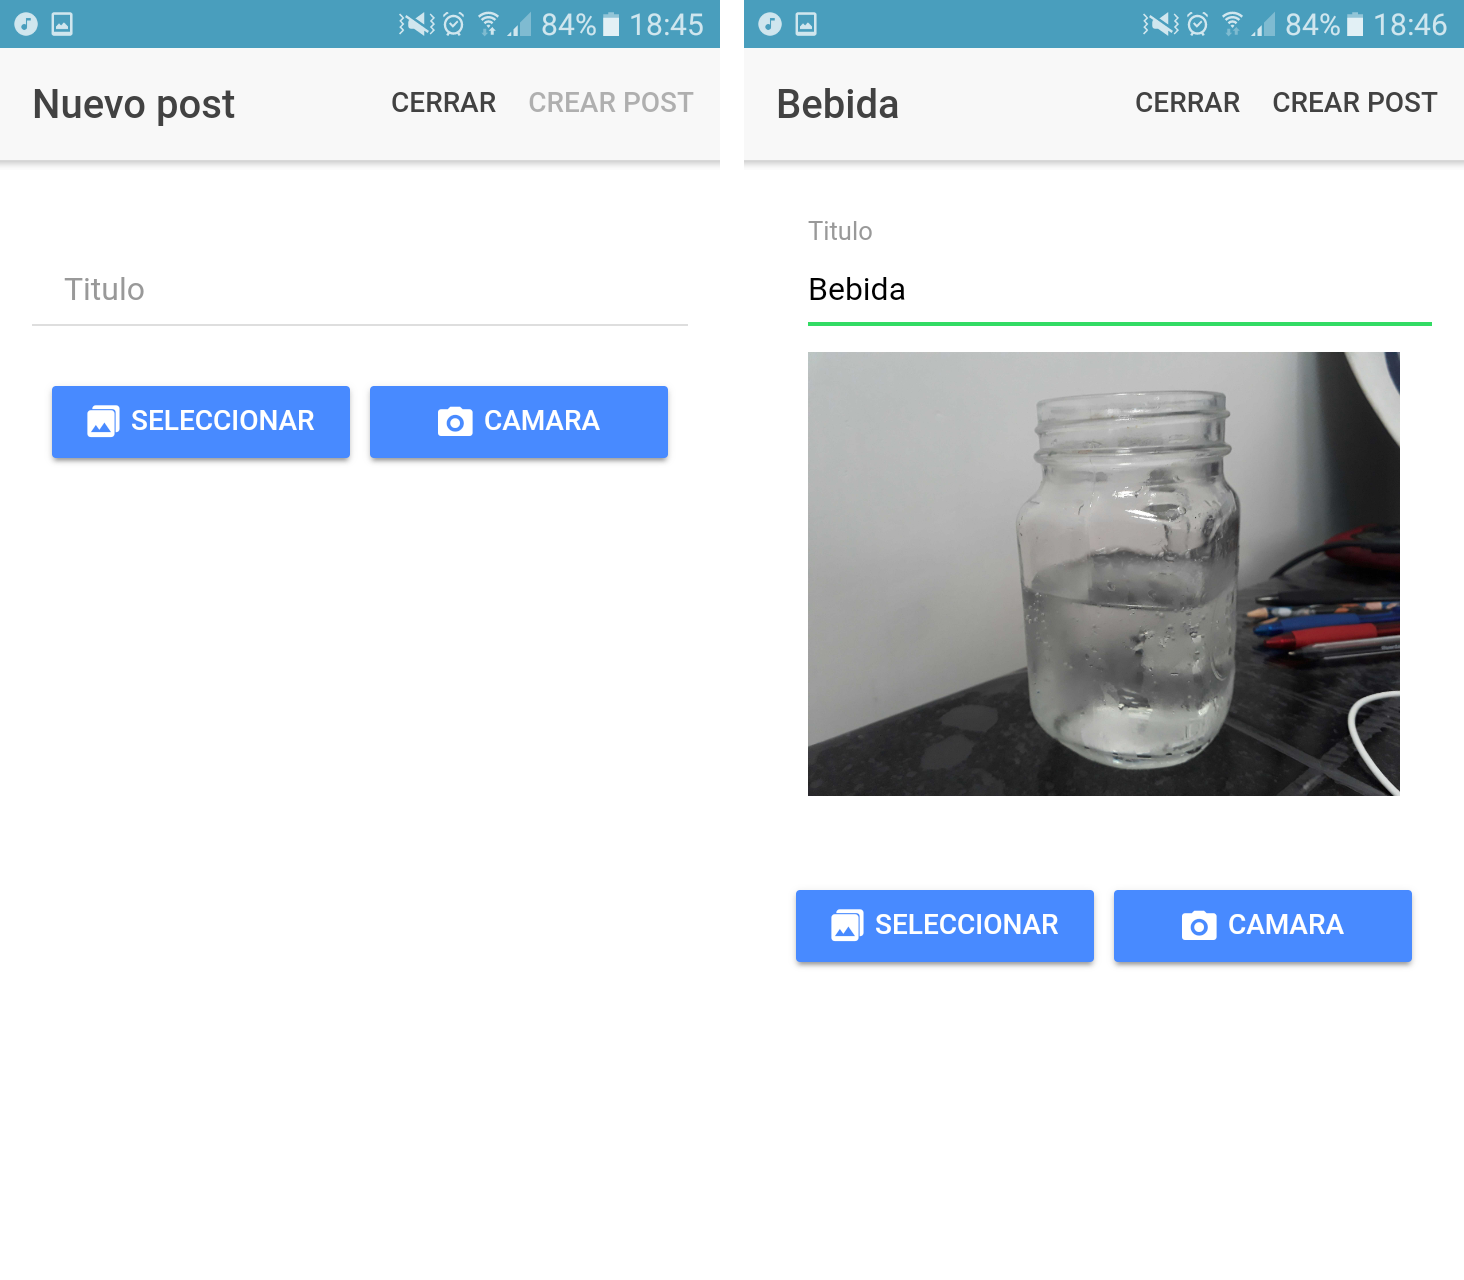 84% 18:45
Nuevo post CERRAR CREAR POST
Titulo
SELECCIONAR CAMARA
84% 18:46
Bebida CERRAR CREAR POST
Titulo
Bebida
SELECCIONAR CAMARA